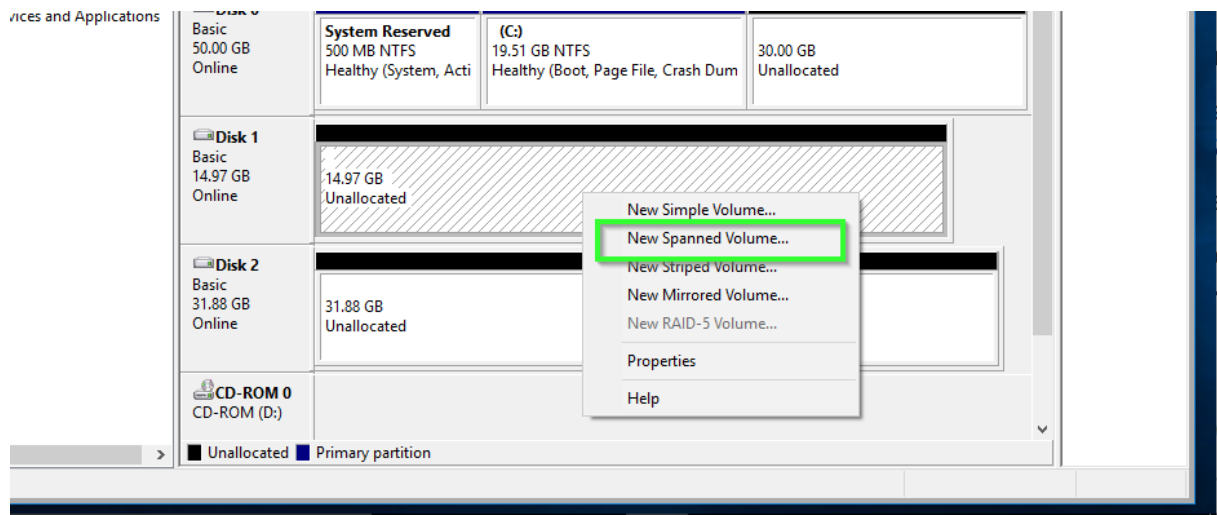 vices and Applications
Disk 0
Basic
50.00 GB
Online
System Reserved
500 MB NTFS
Healthy (System, Acti
(C:)
19.51 GB NTFS
Healthy (Boot, Page File, Crash Dum
30.00 GB
Unallocated
Disk 1
Basic
14.97 GB
Online
14.97 GB
Unallocated
New Simple Volume...
New Spanned Volume...
New Striped Volume...
New Mirrored Volume...
New RAID-5 Volume...
Properties
Help
Disk 2
Basic
31.88 GB
Online
31.88 GB
Unallocated
CD-ROM 0
CD-ROM (D:)
Unallocated
Primary partition